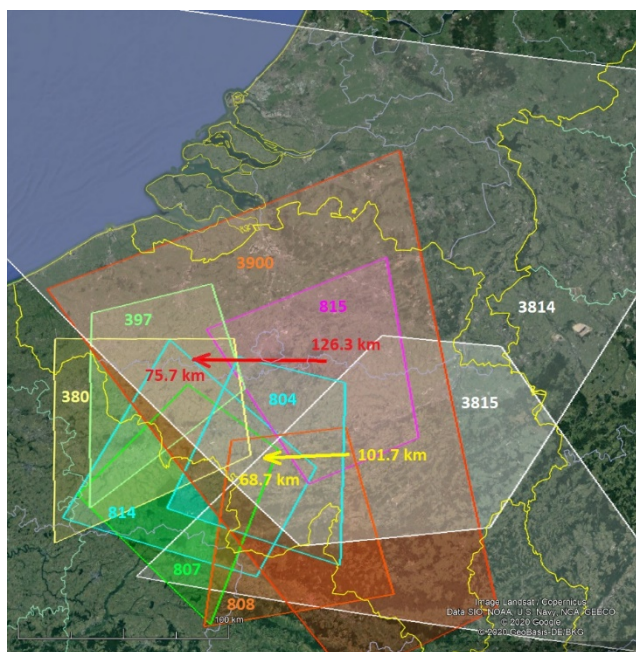 3900
815
3814
397
126.3 km
75.7 km
380
804
3815
101.7 km
68.7 km
814
807
808
100 km
Image Landsat / Copernicus
Data SIO, NOAA, U.S. Navy, NGA, GEBCO
© 2020 Google
© 2020 GeoBasis-DE/BKG